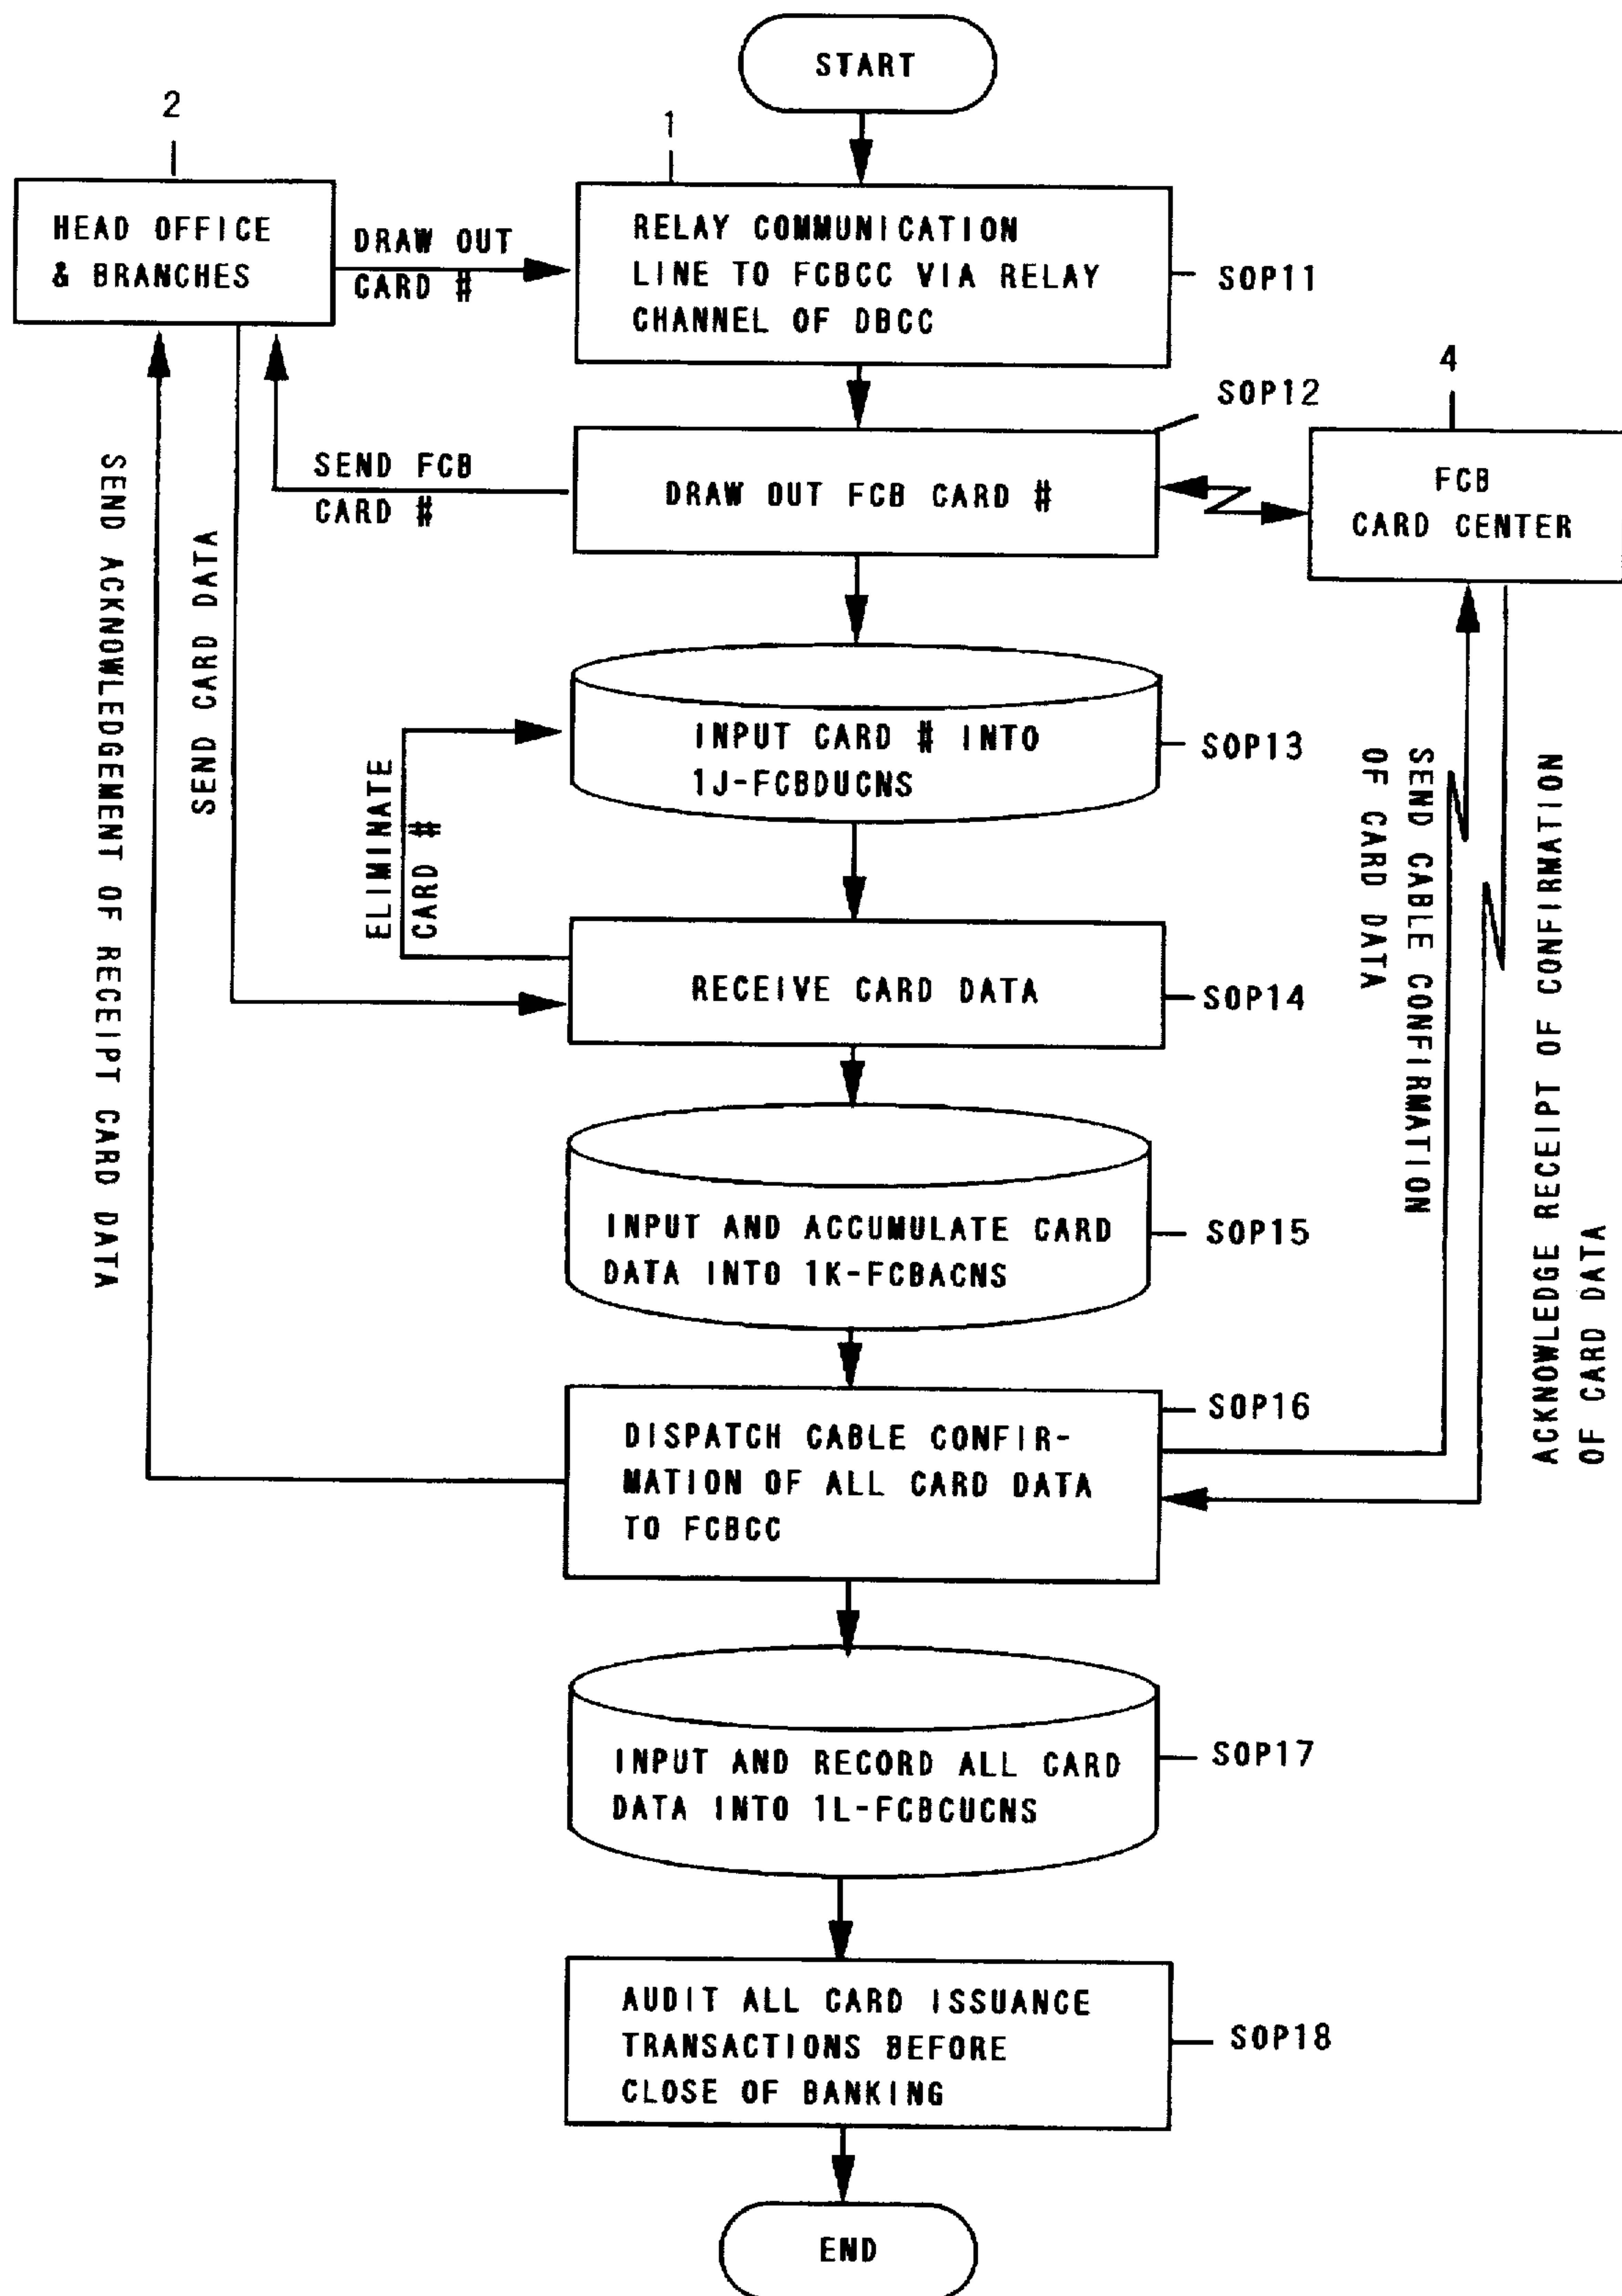 START
2
1
HEAD OFFICE
& BRANCHES
DRAW OUT
CARD #
RELAY COMMUNICATION
LINE TO FCBCC VIA RELAY
CHANNEL OF DBCC
SOP11
SOP12
4
SEND FCB
CARD #
DRAW OUT FCB CARD #
FCB
CARD CENTER
SEND ACKNOWLEDGEMENT OF RECEIPT CARD DATA
SEND CARD DATA
INPUT CARD # INTO
1J-FCBDUCNS
SOP13
ELIMINATE
CARD #
SEND CABLE CONFIRMATION
OF CARD DATA
ACKNOWLEDGE RECEIPT OF CONFIRMATION
OF CARD DATA
RECEIVE CARD DATA
SOP14
INPUT AND ACCUMULATE CARD
DATA INTO 1K-FCBACNS
SOP15
DISPATCH CABLE CONFIR-
MATION OF ALL CARD DATA
TO FCBCC
SOP16
INPUT AND RECORD ALL CARD
DATA INTO 1L-FCBCUCNS
SOP17
AUDIT ALL CARD ISSUANCE
TRANSACTIONS BEFORE
CLOSE OF BANKING
SOP18
END